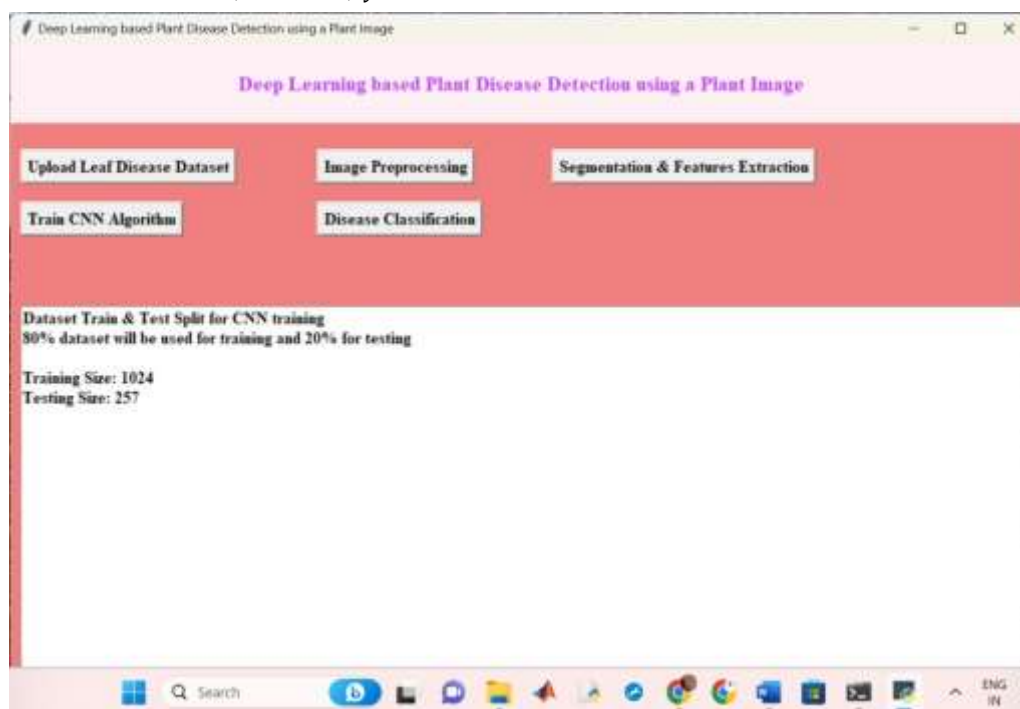 Deep Learning based Plant Disease Detection using a Plant Image
Deep Learning based Plant Disease Detection using a Plant Image
Upload Leaf Disease Dataset
Image Preprocessing
Segmentation & Features Extraction
Train CNN Algorithm
Disease Classification
Dataset Train & Test Split for CNN training
80% dataset will be used for training and 20% for testing
Training Size: 1024
Testing Size: 257
Search
ENG
IN